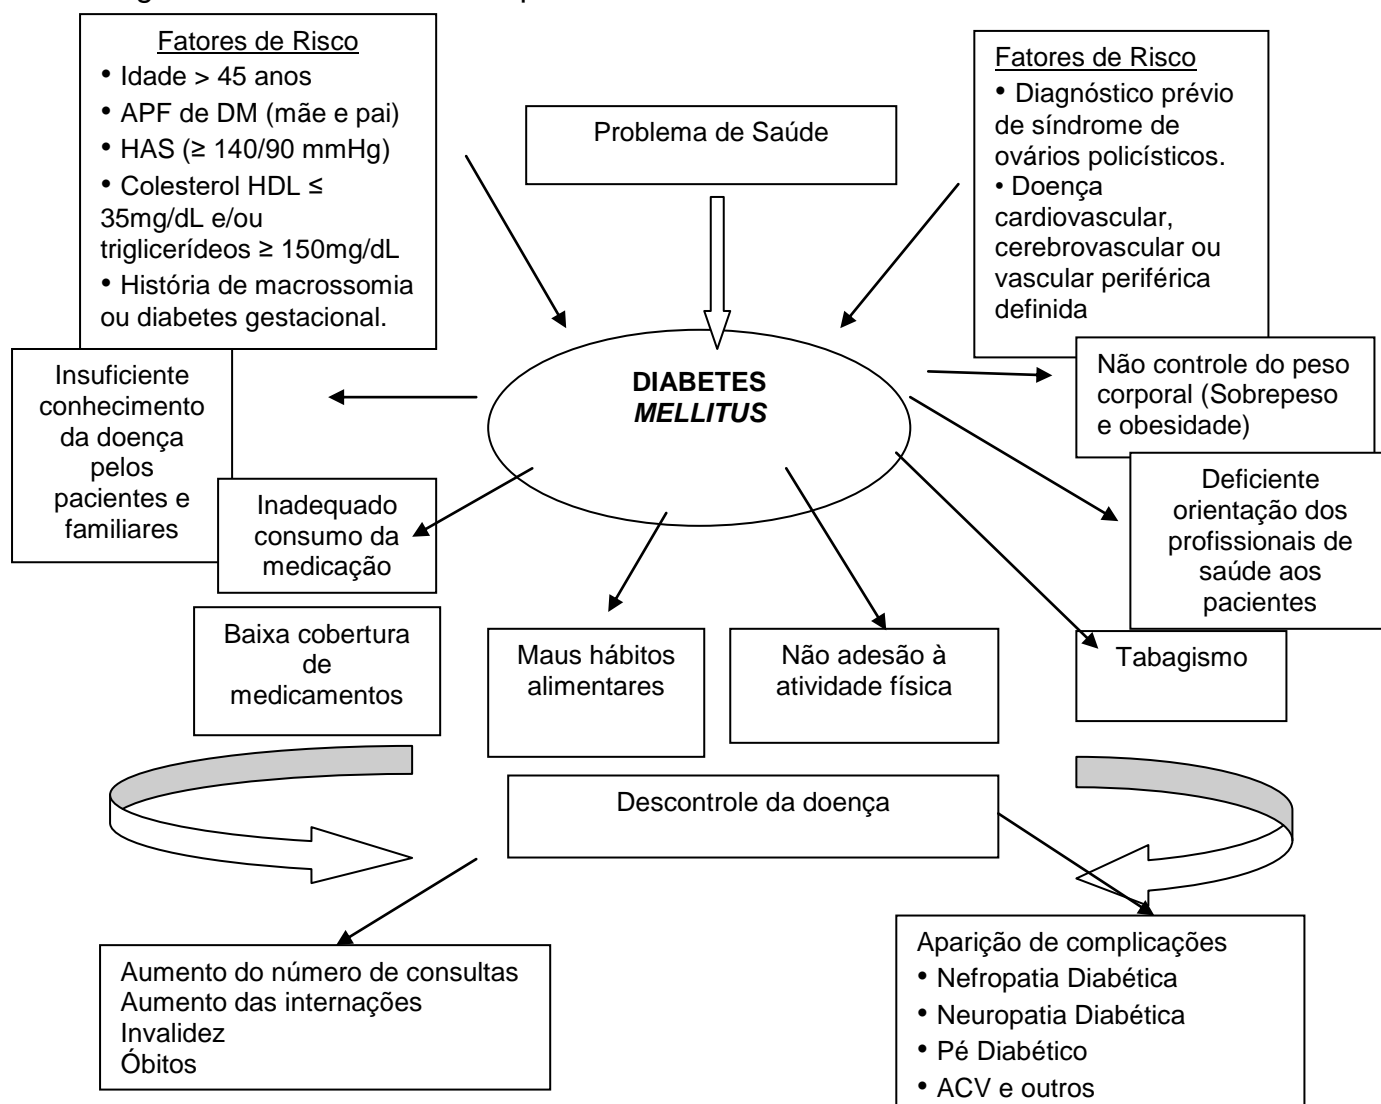 Fatores de Risco
• Idade > 45 anos
• APF de DM (mãe e pai)
• HAS (≥ 140/90 mmHg)
• Colesterol HDL ≤
35mg/dL e/ou
triglicerídeos ≥ 150mg/dL
• História de macrossomia
ou diabetes gestacional.
Problema de Saúde
Fatores de Risco
• Diagnóstico prévio
de síndrome de
ovários policísticos.
• Doença
cardiovascular,
cerebrovascular ou
vascular periférica
definida
DIABETES
MELLITUS
Insuficiente
conhecimento
da doença
pelos
pacientes e
familiares
Não controle do peso
corporal (Sobrepeso
e obesidade)
Inadequado
consumo da
medicação
Deficiente
orientação dos
profissionais de
saúde aos
pacientes
Baixa cobertura
de
medicamentos
Maus hábitos
alimentares
Não adesão à
atividade física
Tabagismo
Descontrole da doença
Aumento do número de consultas
Aumento das internações
Invalidez
Óbitos
Aparição de complicações
• Nefropatia Diabética
• Neuropatia Diabética
• Pé Diabético
• ACV e outros